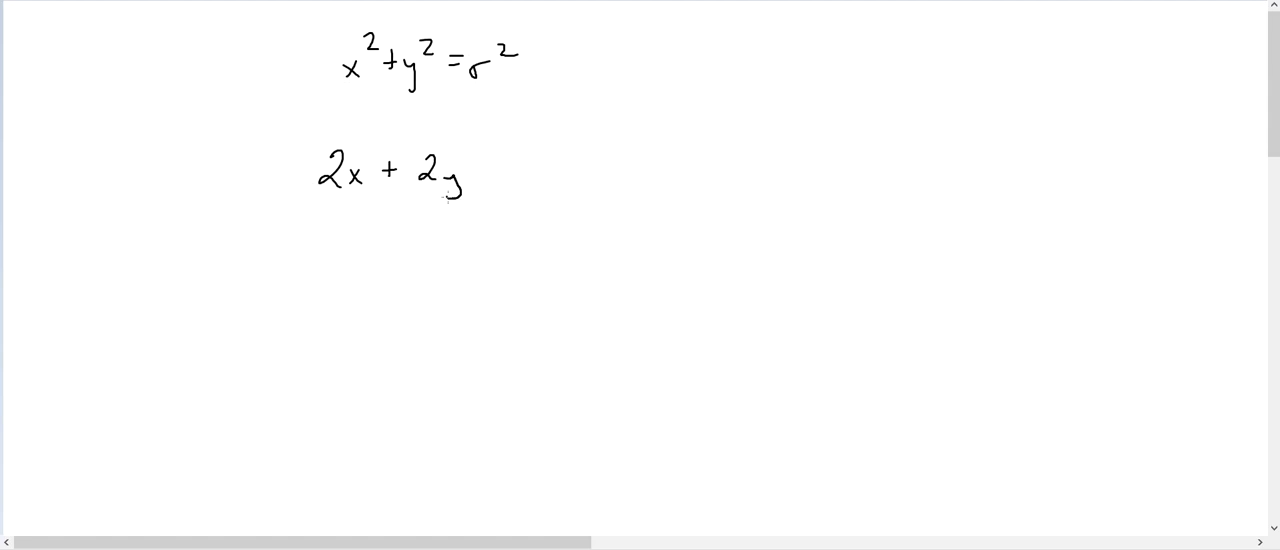 x² + y² = r²
2x + 2y